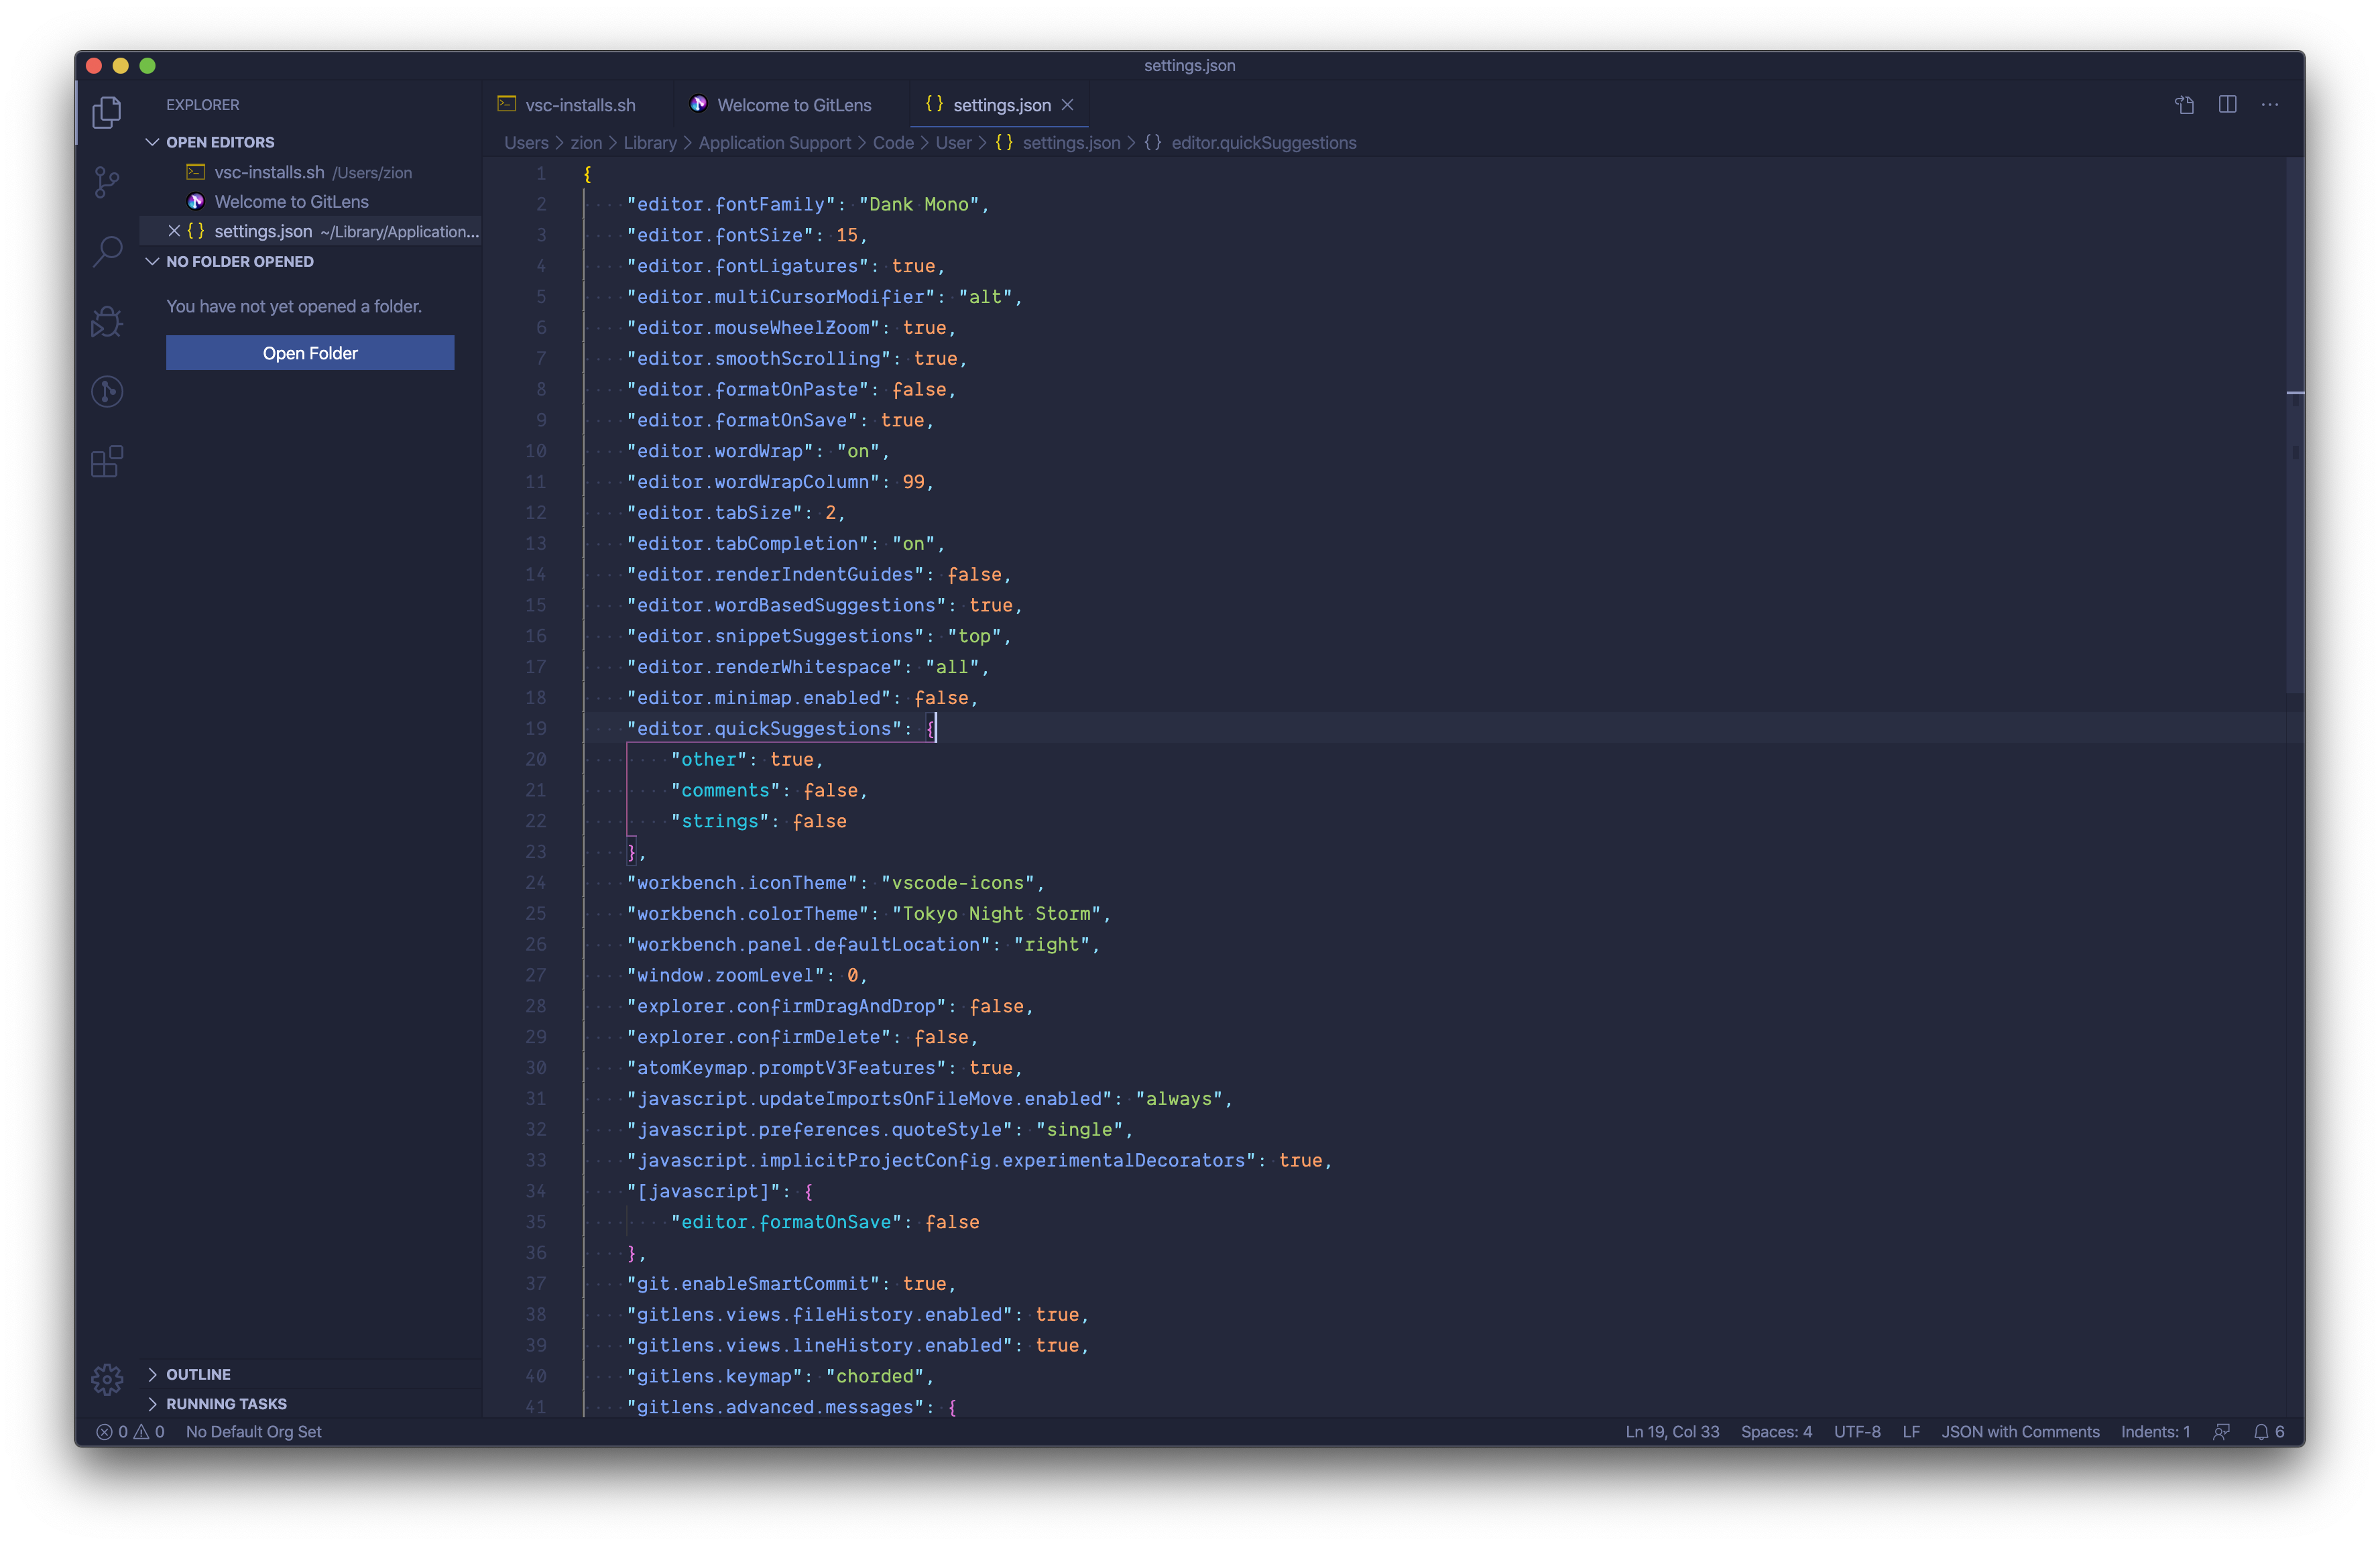 settings.json
EXPLORER
OPEN EDITORS
vsc-installs.sh /Users/zion
Welcome to GitLens
settings.json ~/Library/Application...
NO FOLDER OPENED
You have not yet opened a folder.
Open Folder
OUTLINE
RUNNING TASKS
vsc-installs.sh
Welcome to GitLens
{} settings.json
Users > zion > Library > Application Support > Code > User > {} settings.json > {} editor.quickSuggestions
1 {
2 "editor.fontFamily": "Dank Mono",
3 "editor.fontSize": 15,
4 "editor.fontLigatures": true,
5 "editor.multiCursorModifier": "alt",
6 "editor.mouseWheelZoom": true,
7 "editor.smoothScrolling": true,
8 "editor.formatOnPaste": false,
9 "editor.formatOnSave": true,
10 "editor.wordWrap": "on",
11 "editor.wordWrapColumn": 99,
12 "editor.tabSize": 2,
13 "editor.tabCompletion": "on",
14 "editor.renderIndentGuides": false,
15 "editor.wordBasedSuggestions": true,
16 "editor.snippetSuggestions": "top",
17 "editor.renderWhitespace": "all",
18 "editor.minimap.enabled": false,
19 "editor.quickSuggestions": {
20 "other": true,
21 "comments": false,
22 "strings": false
23 },
24 "workbench.iconTheme": "vscode-icons",
25 "workbench.colorTheme": "Tokyo Night Storm",
26 "workbench.panel.defaultLocation": "right",
27 "window.zoomLevel": 0,
28 "explorer.confirmDragAndDrop": false,
29 "explorer.confirmDelete": false,
30 "atomKeymap.promptV3Features": true,
31 "javascript.updateImportsOnFileMove.enabled": "always",
32 "javascript.preferences.quoteStyle": "single",
33 "javascript.implicitProjectConfig.experimentalDecorators": true,
34 "[javascript]": {
35 "editor.formatOnSave": false
36 },
37 "git.enableSmartCommit": true,
38 "gitlens.views.fileHistory.enabled": true,
39 "gitlens.views.lineHistory.enabled": true,
40 "gitlens.keymap": "chorded",
41 "gitlens.advanced.messages": {
0 0 No Default Org Set
Ln 19, Col 33 Spaces: 4 UTF-8 LF JSON with Comments Indents: 1 6